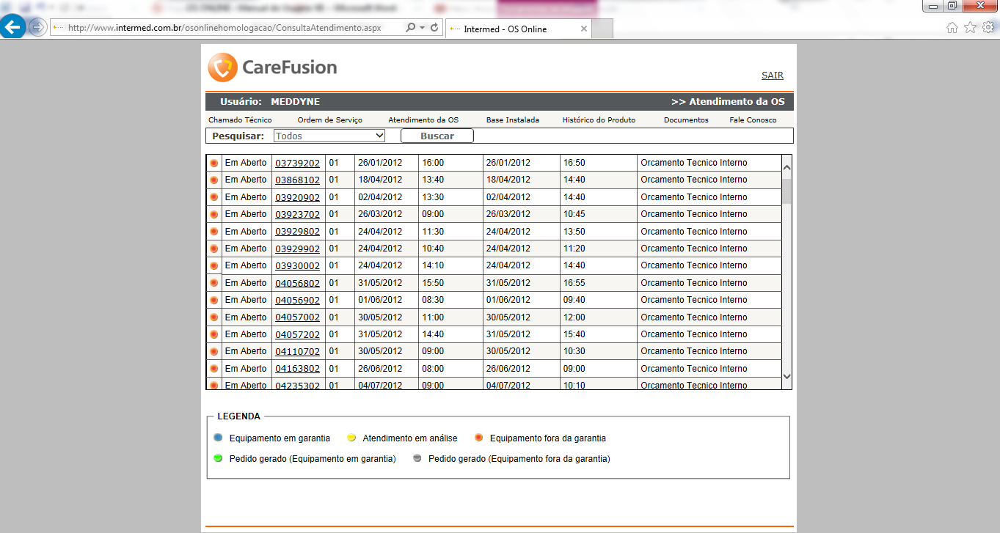 http://www.intermed.com.br/osonlinehomologacao/ConsultaAtendimento.aspx
Intermed - OS Online
CareFusion
SAIR
Usuário: MEDDYNE >> Atendimento da OS
Chamado Técnico Ordem de Serviço Atendimento da OS Base Instalada Histórico do Produto Documentos Fale Conosco
Pesquisar: Todos Buscar
Em Aberto 03739202 01 26/01/2012 16:00 26/01/2012 16:50 Orcamento Tecnico Interno
Em Aberto 03868102 01 18/04/2012 13:40 18/04/2012 14:40 Orcamento Tecnico Interno
Em Aberto 03920902 01 02/04/2012 13:30 02/04/2012 14:40 Orcamento Tecnico Interno
Em Aberto 03923702 01 26/03/2012 09:00 26/03/2012 10:45 Orcamento Tecnico Interno
Em Aberto 03929802 01 24/04/2012 11:30 24/04/2012 13:50 Orcamento Tecnico Interno
Em Aberto 03929902 01 24/04/2012 10:40 24/04/2012 11:20 Orcamento Tecnico Interno
Em Aberto 03930002 01 24/04/2012 14:10 24/04/2012 14:40 Orcamento Tecnico Interno
Em Aberto 04056802 01 31/05/2012 15:50 31/05/2012 16:55 Orcamento Tecnico Interno
Em Aberto 04056902 01 01/06/2012 08:30 01/06/2012 09:40 Orcamento Tecnico Interno
Em Aberto 04057002 01 30/05/2012 11:00 30/05/2012 12:00 Orcamento Tecnico Interno
Em Aberto 04057202 01 31/05/2012 14:40 31/05/2012 15:40 Orcamento Tecnico Interno
Em Aberto 04110702 01 30/05/2012 09:00 30/05/2012 10:30 Orcamento Tecnico Interno
Em Aberto 04163802 01 26/06/2012 08:00 26/06/2012 09:00 Orcamento Tecnico Interno
Em Aberto 04235302 01 04/07/2012 09:00 04/07/2012 10:10 Orcamento Tecnico Interno
LEGENDA
Equipamento em garantia Atendimento em análise Equipamento fora da garantia
Pedido gerado (Equipamento em garantia) Pedido gerado (Equipamento fora da garantia)